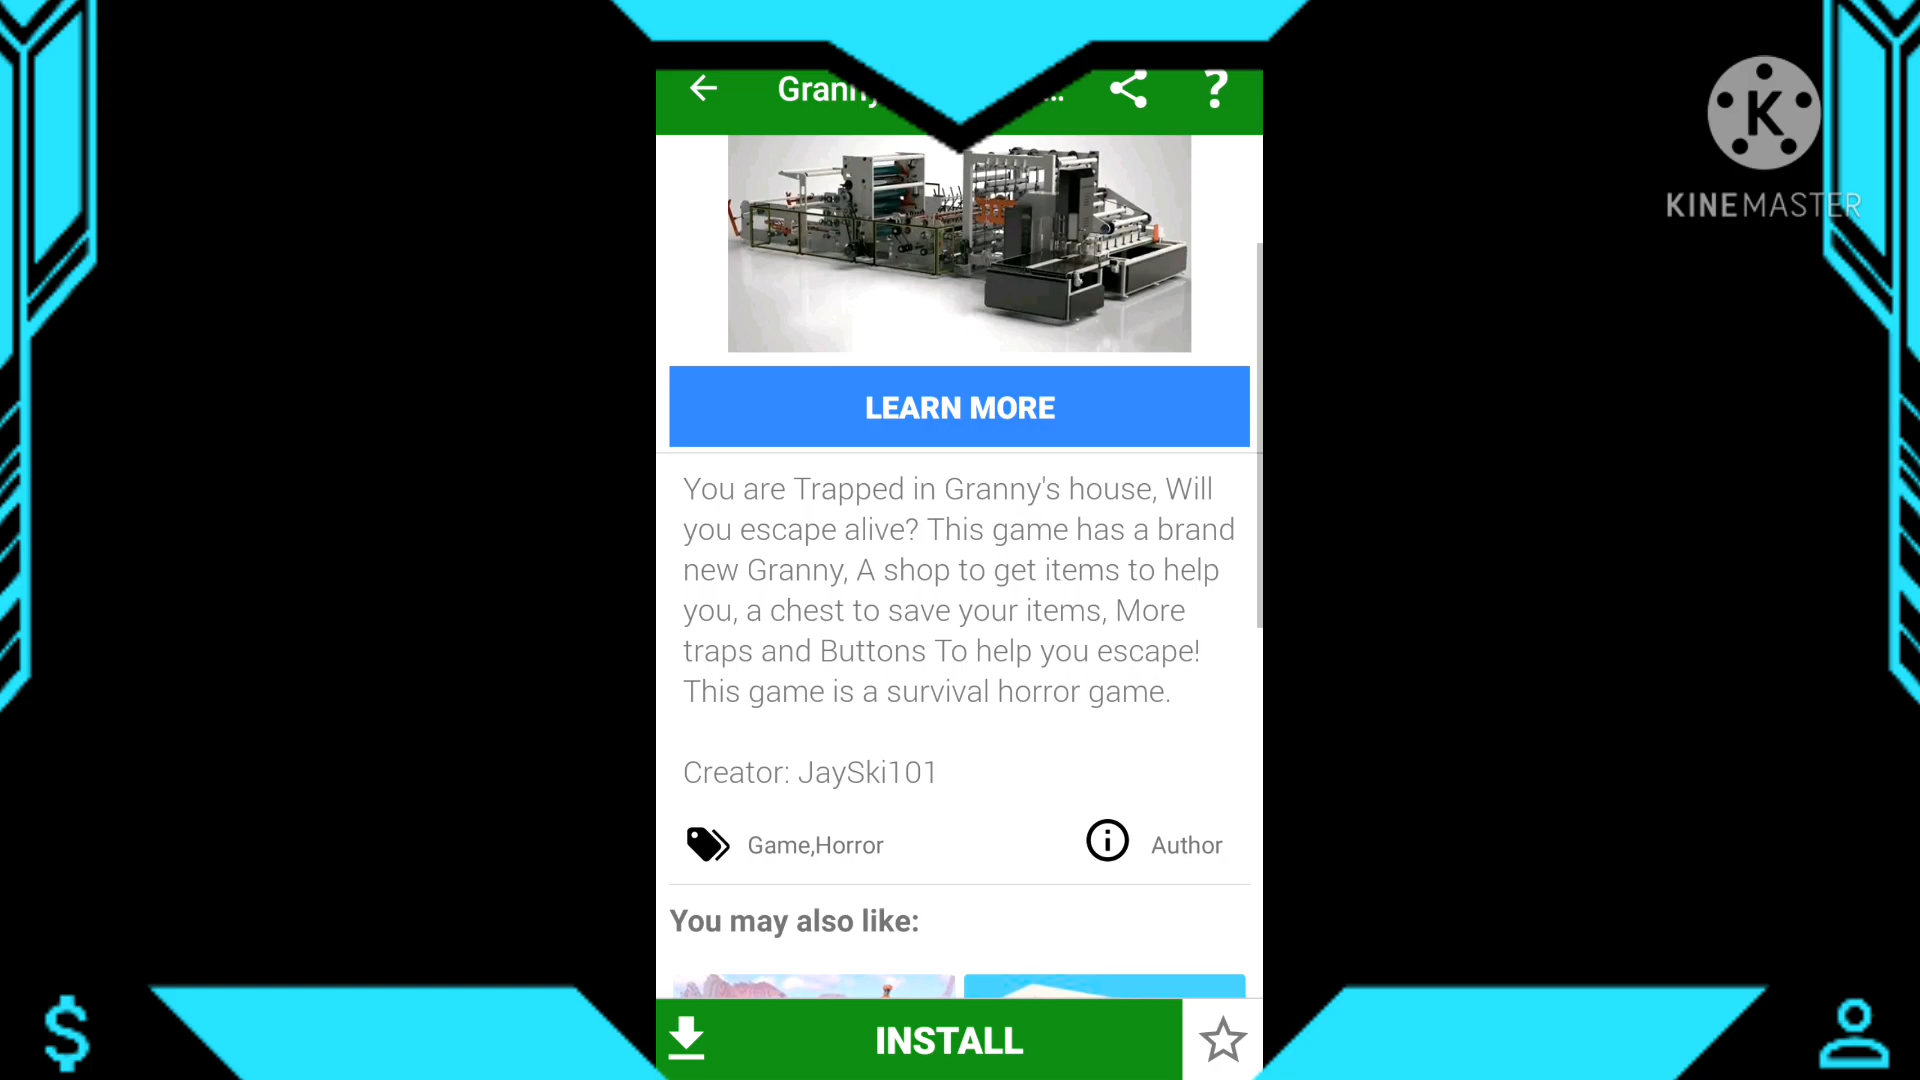 Granny
...
?
K
KINEMASTER
LEARN MORE
You are Trapped in Granny's house, Will
you escape alive? This game has a brand
new Granny, A shop to get items to help
you, a chest to save your items, More
traps and Buttons To help you escape!
This game is a survival horror game.
Creator: JaySki101
Game,Horror
Author
You may also like:
INSTALL
$